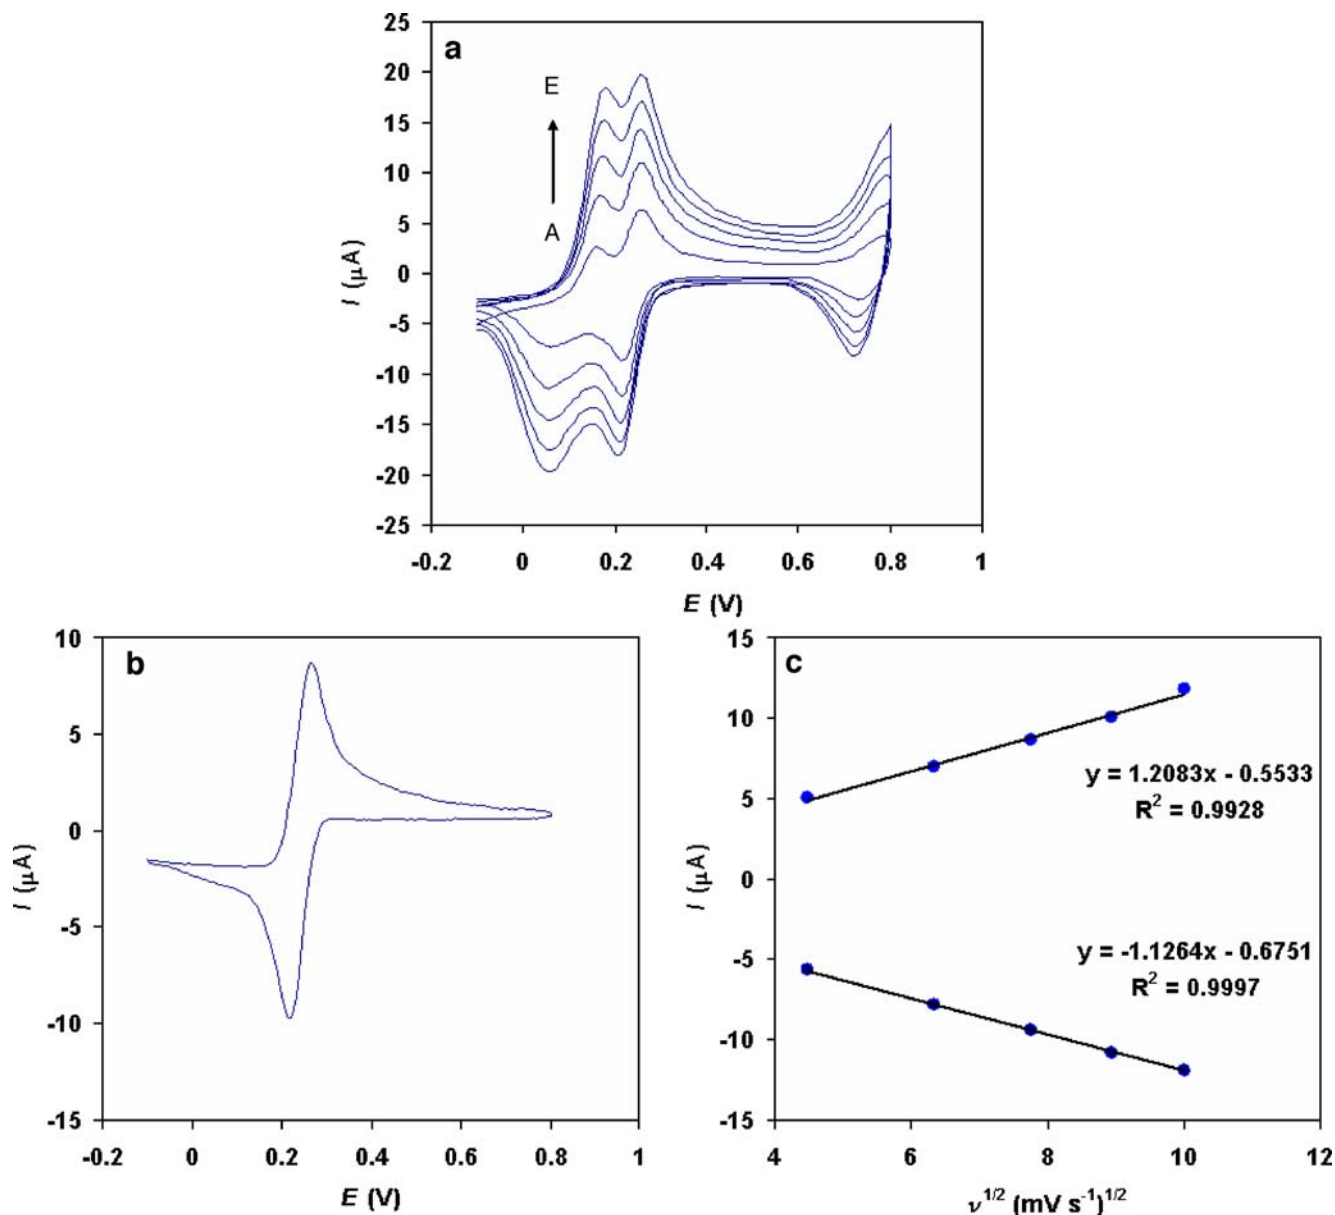 a
25
20
15
10
5
0
-5
-10
-15
-20
-25
I (μA)
E
A
-0.2 0 0.2 0.4 0.6 0.8 1
E (V)
b
10
5
0
-5
-10
-15
I (μA)
-0.2 0 0.2 0.4 0.6 0.8 1
E (V)
c
15
10
5
0
-5
-10
-15
I (μA)
y = 1.2083x - 0.5533
R² = 0.9928
y = -1.1264x - 0.6751
R² = 0.9997
4 6 8 10 12
ν^1/2 (mV s⁻¹)^1/2